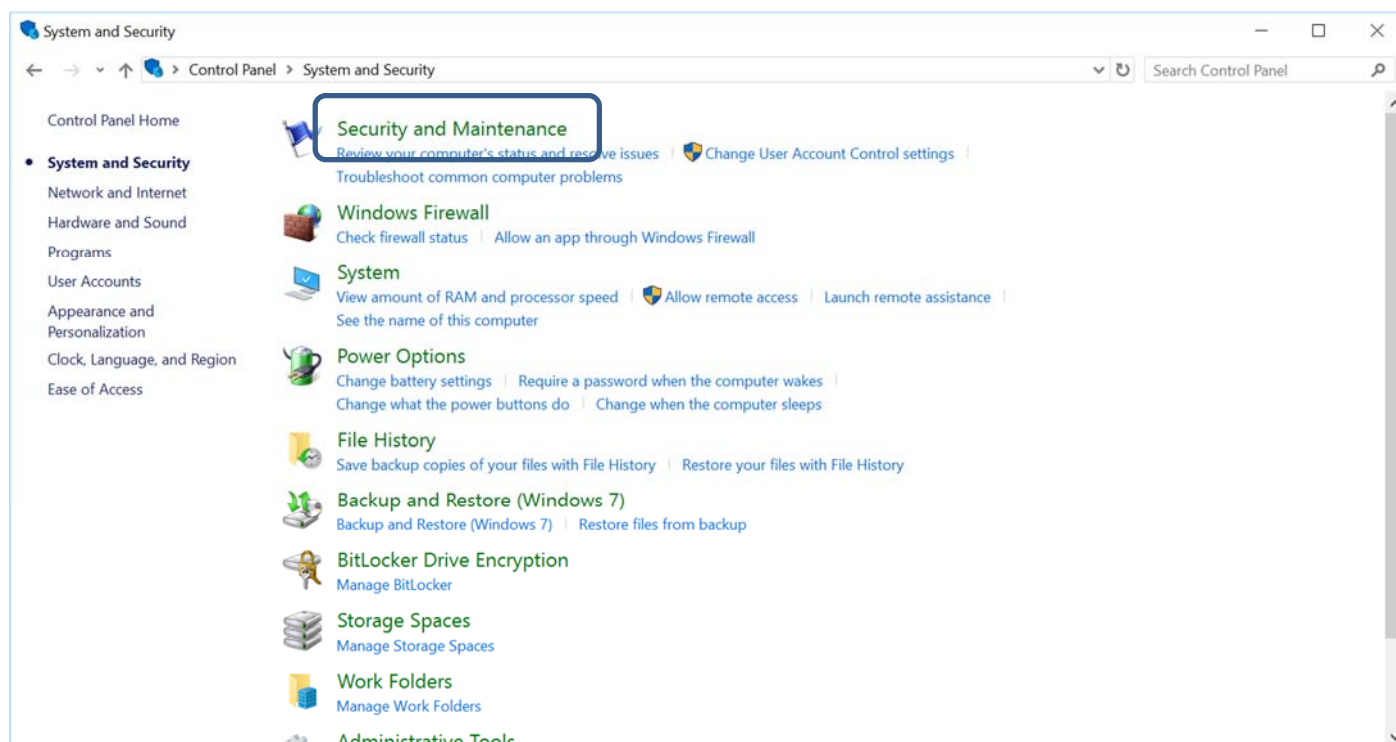 System and Security
Control Panel > System and Security
Search Control Panel
Control Panel Home
System and Security
Network and Internet
Hardware and Sound
Programs
User Accounts
Appearance and
Personalization
Clock, Language, and Region
Ease of Access
Security and Maintenance
Review your computer's status and resolve issues Change User Account Control settings
Troubleshoot common computer problems
Windows Firewall
Check firewall status Allow an app through Windows Firewall
System
View amount of RAM and processor speed Allow remote access Launch remote assistance
See the name of this computer
Power Options
Change battery settings Require a password when the computer wakes
Change what the power buttons do Change when the computer sleeps
File History
Save backup copies of your files with File History Restore your files with File History
Backup and Restore (Windows 7)
Backup and Restore (Windows 7) Restore files from backup
BitLocker Drive Encryption
Manage BitLocker
Storage Spaces
Manage Storage Spaces
Work Folders
Manage Work Folders
Administrative Tools